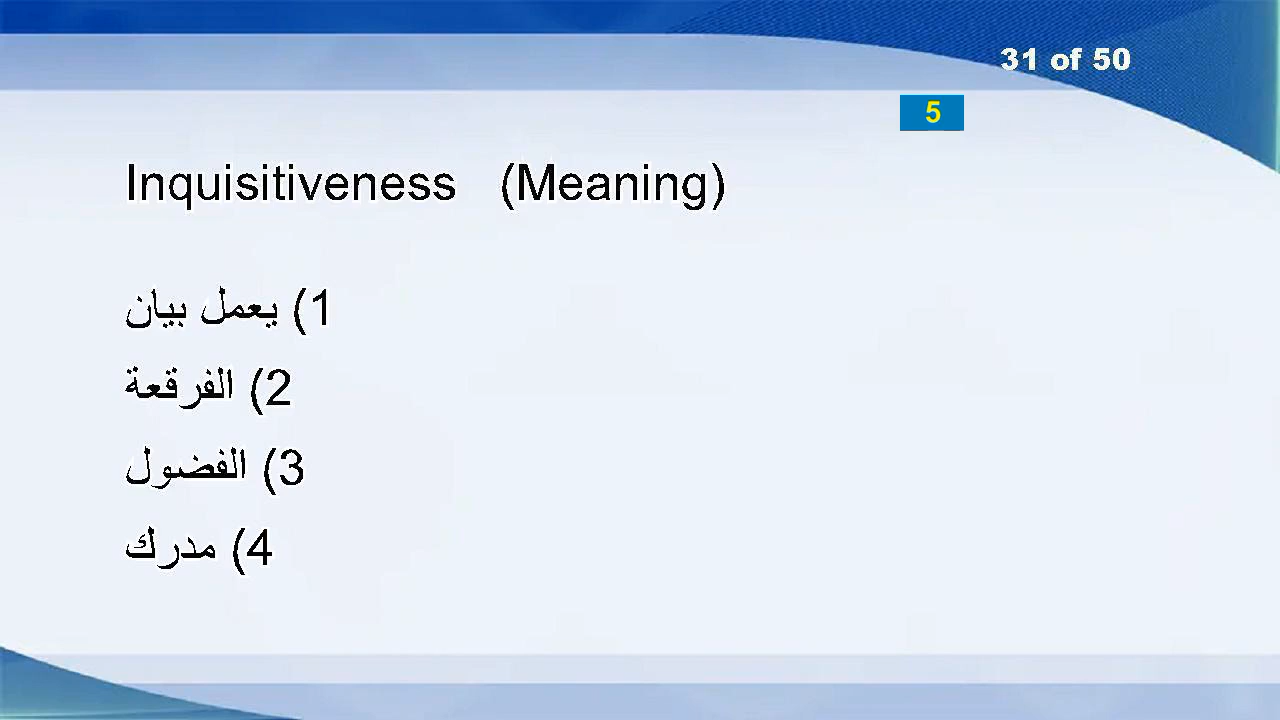 31 of 50
5
Inquisitiveness (Meaning)
1) يعمل بيان
2) الفرقعة
3) الفضول
4) مدرك